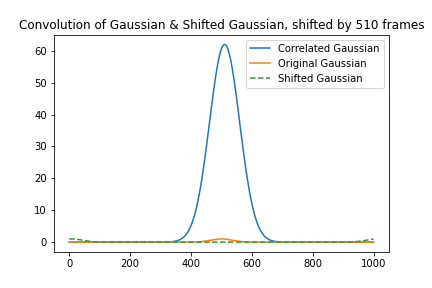 Convolution of Gaussian & Shifted Gaussian, shifted by 510 frames
Correlated Gaussian
Original Gaussian
Shifted Gaussian
60
50
40
30
20
10
0
0 200 400 600 800 1000